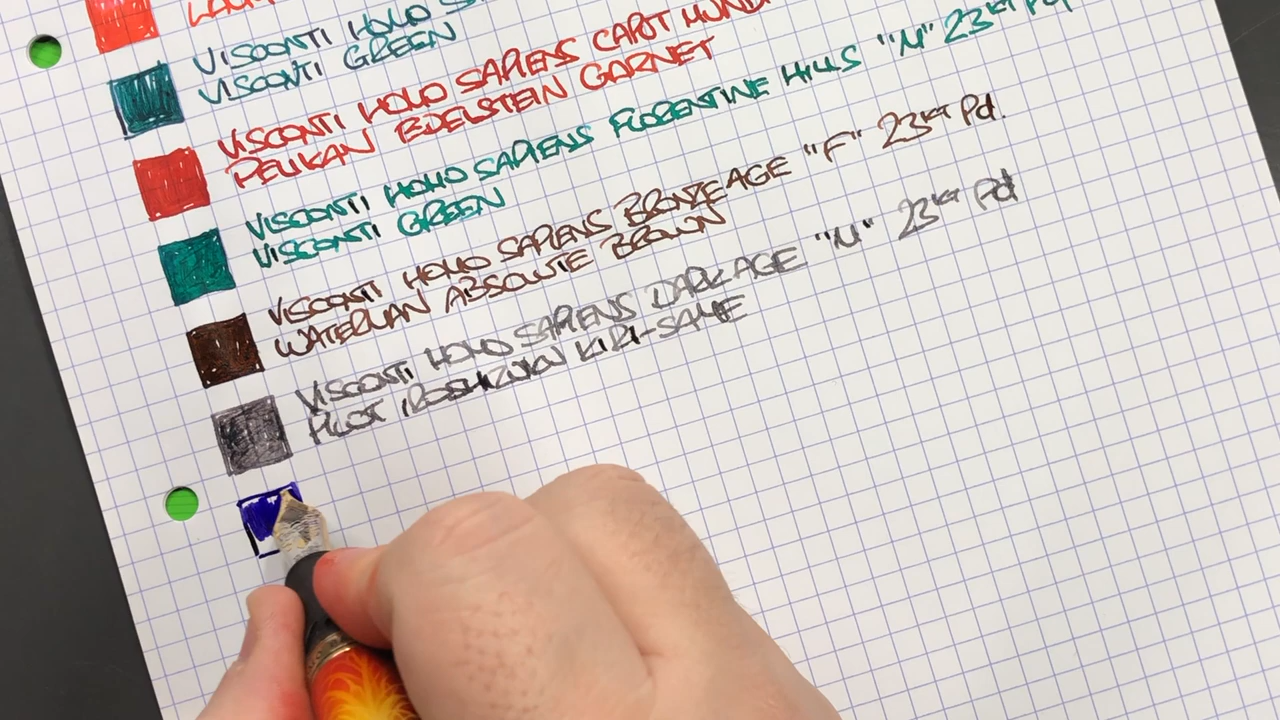 VISCONTI HOMO
VISCONTI GREEN
VISCONTI HOMO SAPIENS CAPUT MUNDI
PELIKAN EDELSTEIN GARNET
VISCONTI HOMO SAPIENS FLORENTINE HILLS "M" 23KT Pd
VISCONTI GREEN
VISCONTI HOMO SAPIENS BRONZE AGE "F" 23KT Pd.
WATERMAN ABSOLUTE BROWN
VISCONTI HOMO SAPIENS DARK AGE "M" 23KT Pd
PILOT IROSHIZUKU KIRI-SAME